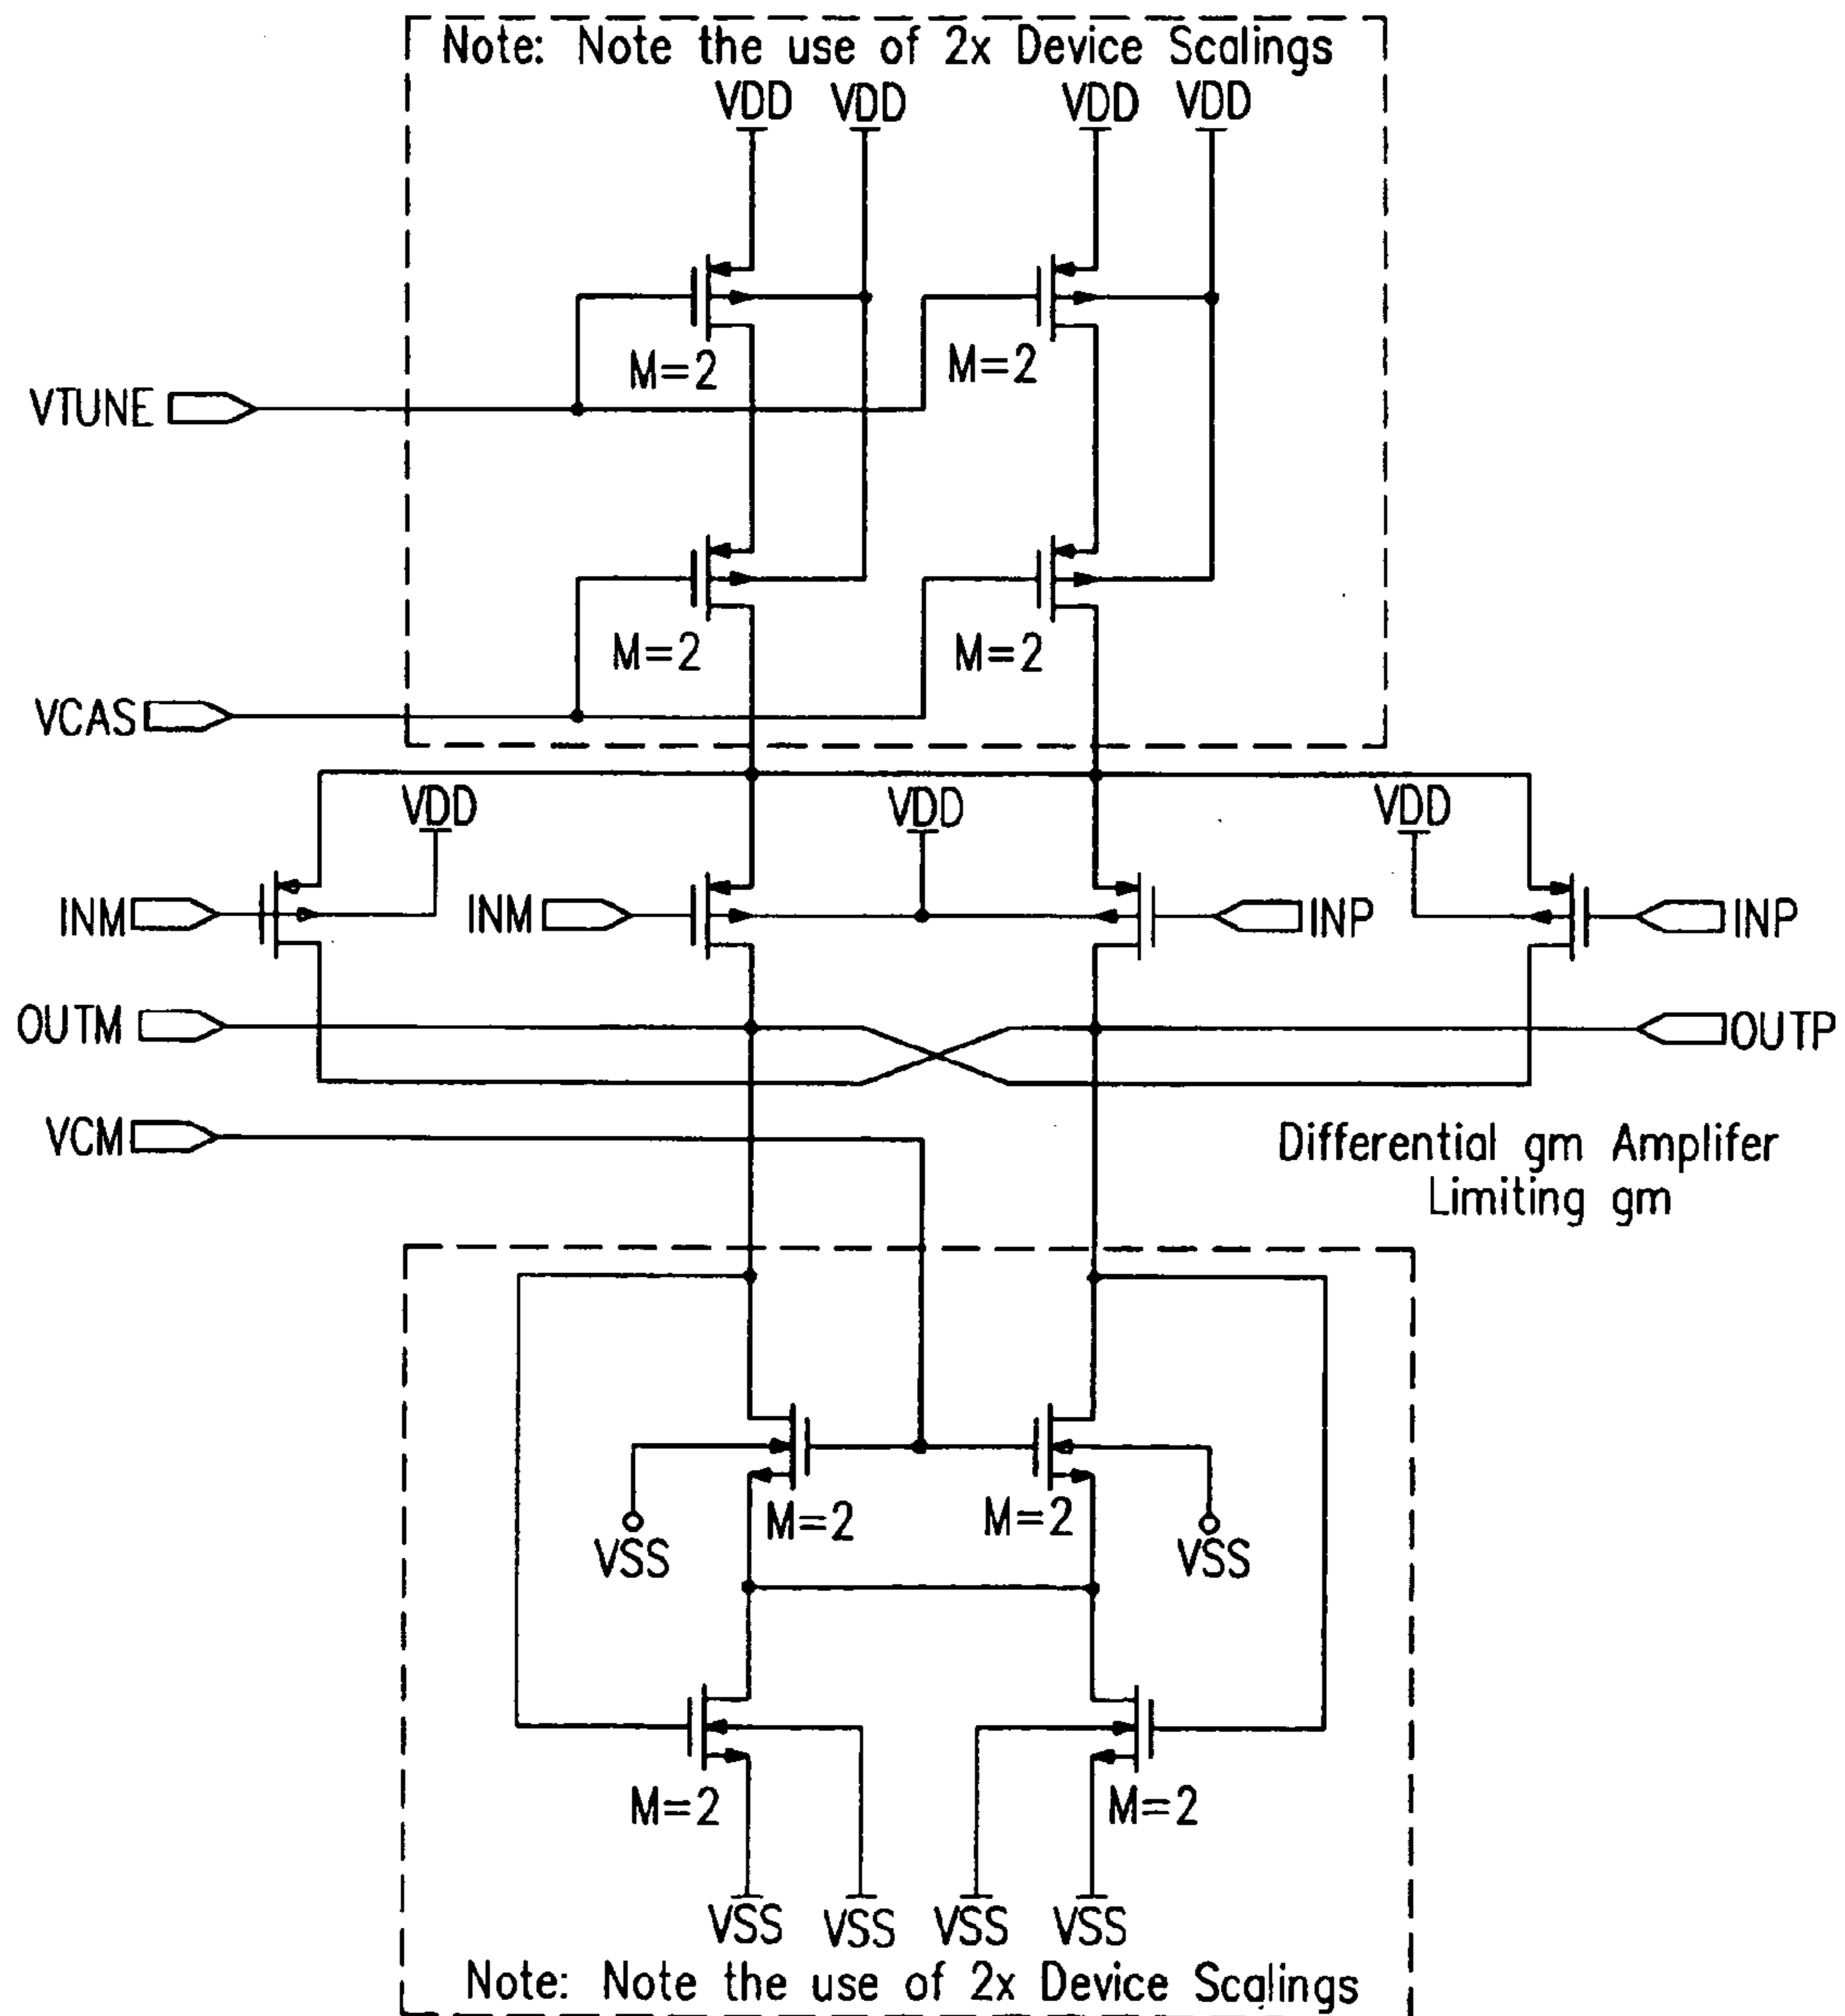 Note: Note the use of 2x Device Scalings
VDD VDD VDD VDD
M=2 M=2
VTUNE
M=2 M=2
VCAS
VDD VDD VDD
INM INM INP INP
OUTM OUTP
VCM
Differential gm Amplifer
Limiting gm
M=2 M=2
VSS VSS
M=2 M=2
VSS VSS VSS VSS
Note: Note the use of 2x Device Scalings